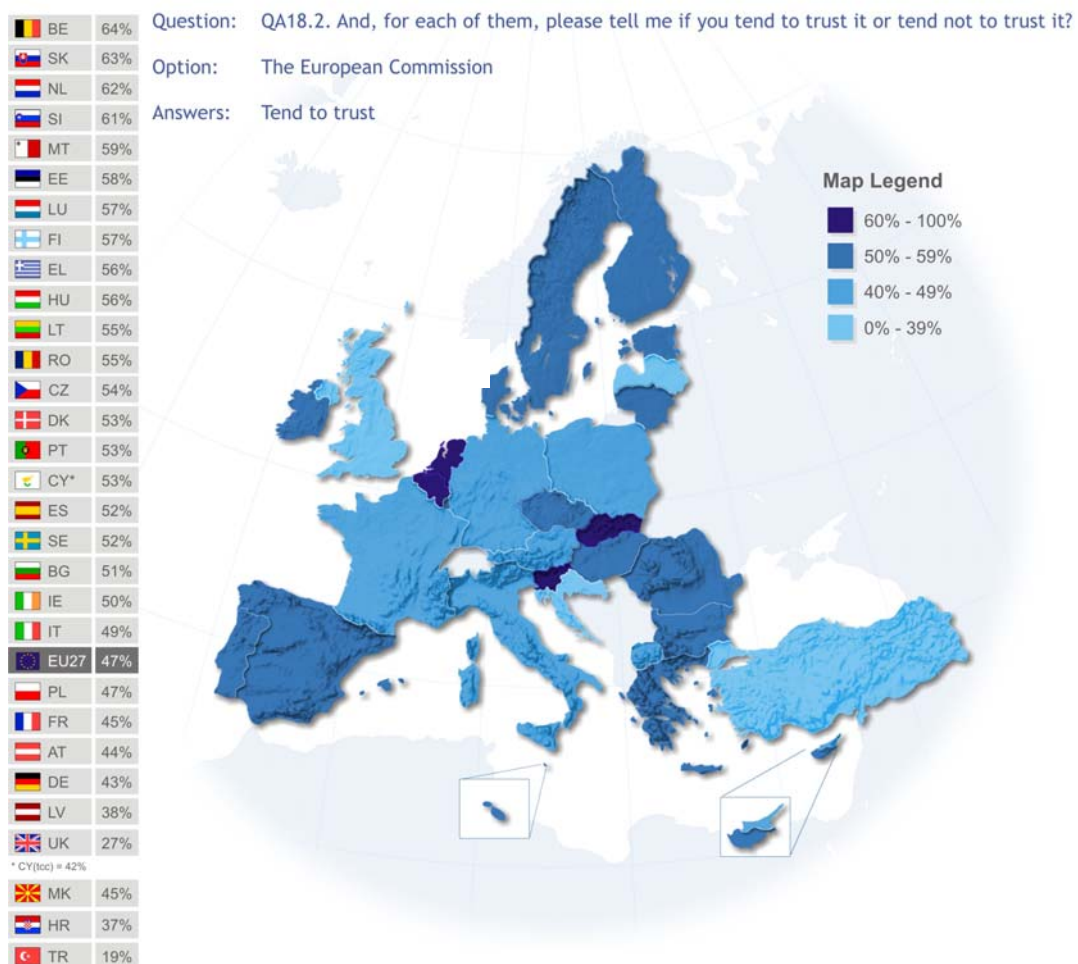 Question: QA18.2. And, for each of them, please tell me if you tend to trust it or tend not to trust it?
Option: The European Commission
Answers: Tend to trust
BE 64%
SK 63%
NL 62%
SI 61%
MT 59%
EE 58%
LU 57%
FI 57%
EL 56%
HU 56%
LT 55%
RO 55%
CZ 54%
DK 53%
PT 53%
CY* 53%
ES 52%
SE 52%
BG 51%
IE 50%
IT 49%
EU27 47%
PL 47%
FR 45%
AT 44%
DE 43%
LV 38%
UK 27%
* CY(tcc) = 42%
MK 45%
HR 37%
TR 19%
Map Legend
60% - 100%
50% - 59%
40% - 49%
0% - 39%